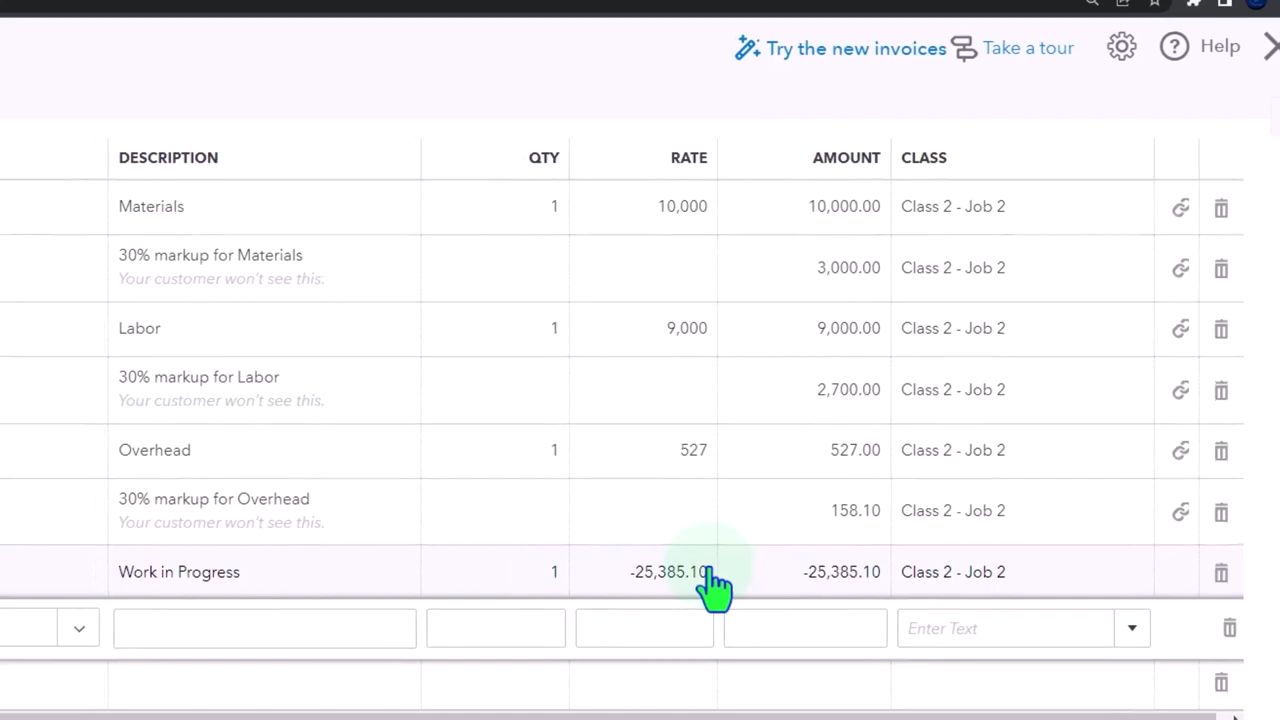 Try the new invoices Take a tour Help
DESCRIPTION QTY RATE AMOUNT CLASS
Materials 1 10,000 10,000.00 Class 2 - Job 2
30% markup for Materials
Your customer won't see this.
3,000.00 Class 2 - Job 2
Labor 1 9,000 9,000.00 Class 2 - Job 2
30% markup for Labor
Your customer won't see this.
2,700.00 Class 2 - Job 2
Overhead 1 527 527.00 Class 2 - Job 2
30% markup for Overhead
Your customer won't see this.
158.10 Class 2 - Job 2
Work in Progress 1 -25,385.10 -25,385.10 Class 2 - Job 2
Enter Text